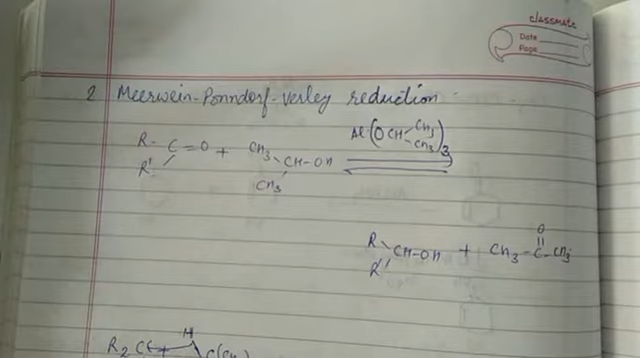 classmate
Date
Page
2 Meerwein-Ponndorf-Verley reduction
R R' C=O + CH3 CH3 CH-OH Al(OCH CH3 CH3)3
R R' CH-OH + CH3-C-CH3 O
R2C H